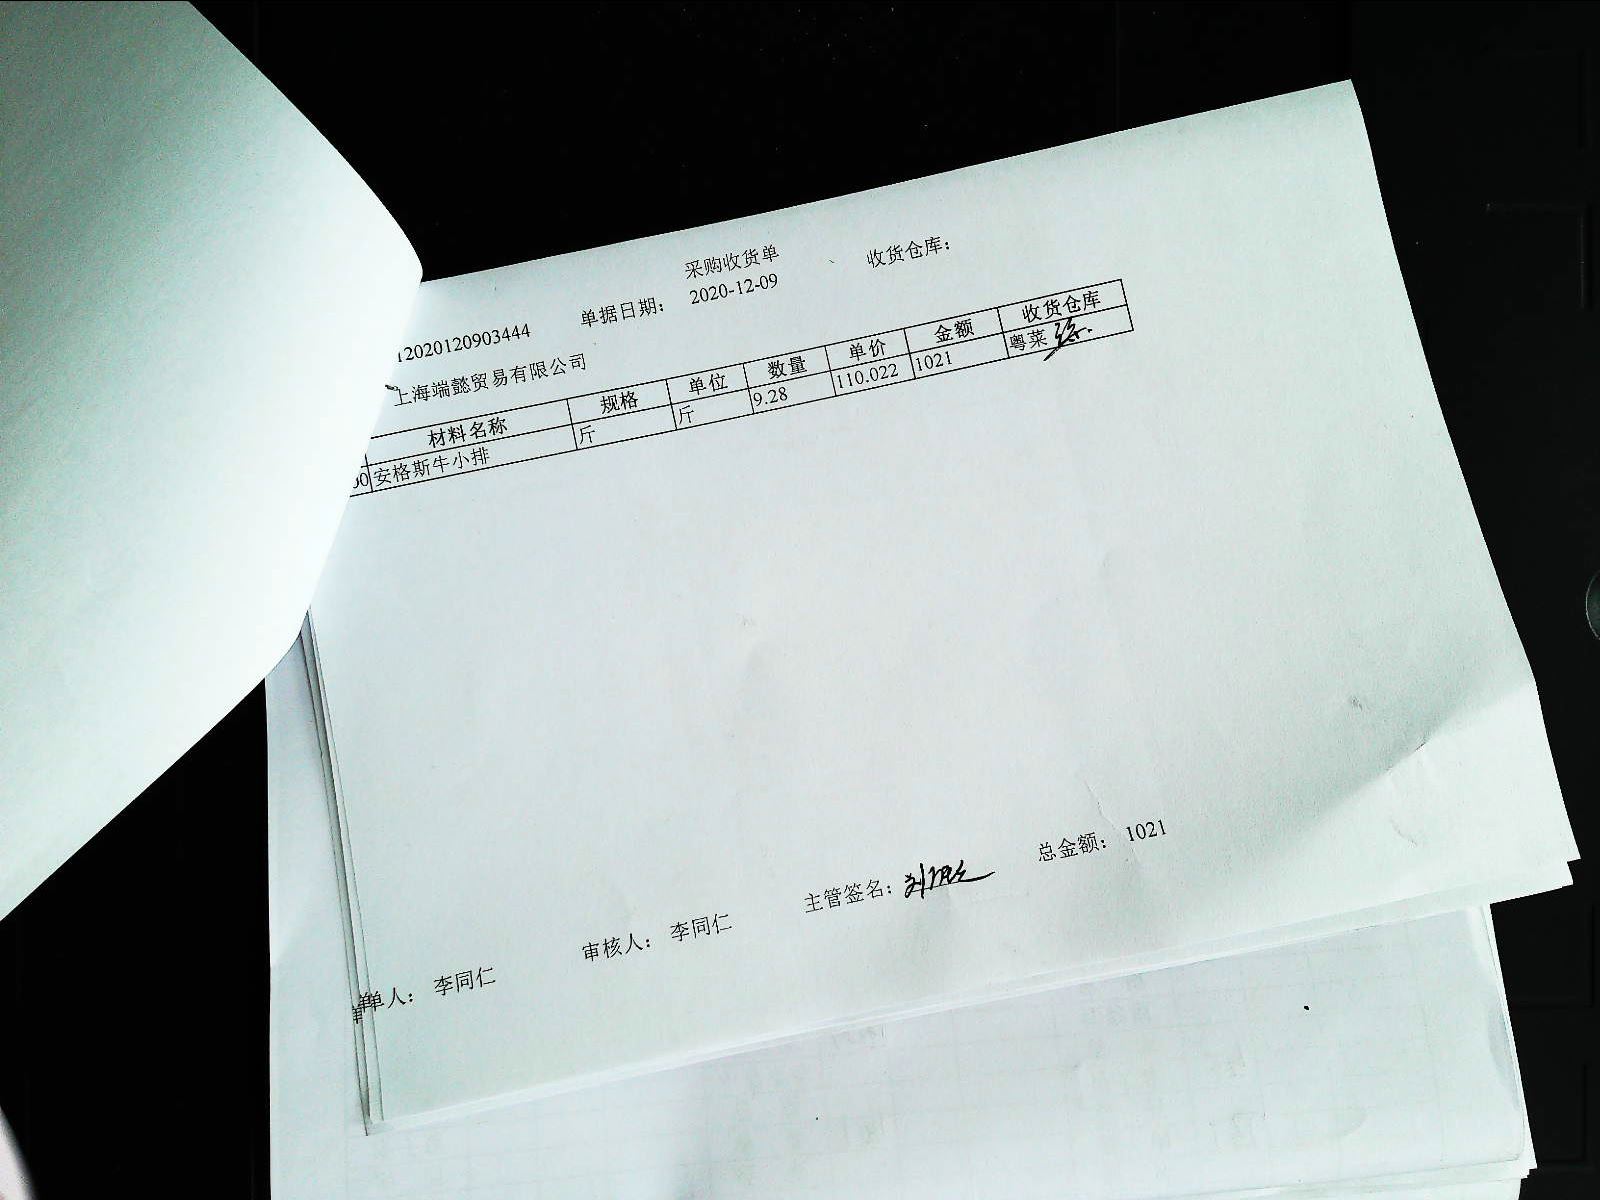 采购收货单
12020120903444 单据日期： 2020-12-09 收货仓库：
上海端懿贸易有限公司
材料名称 规格 单位 数量 单价 金额 收货仓库
00 安格斯牛小排 斤 斤 9.28 110.022 1021 粤菜
单人： 李同仁 审核人： 李同仁 主管签名： 总金额： 1021